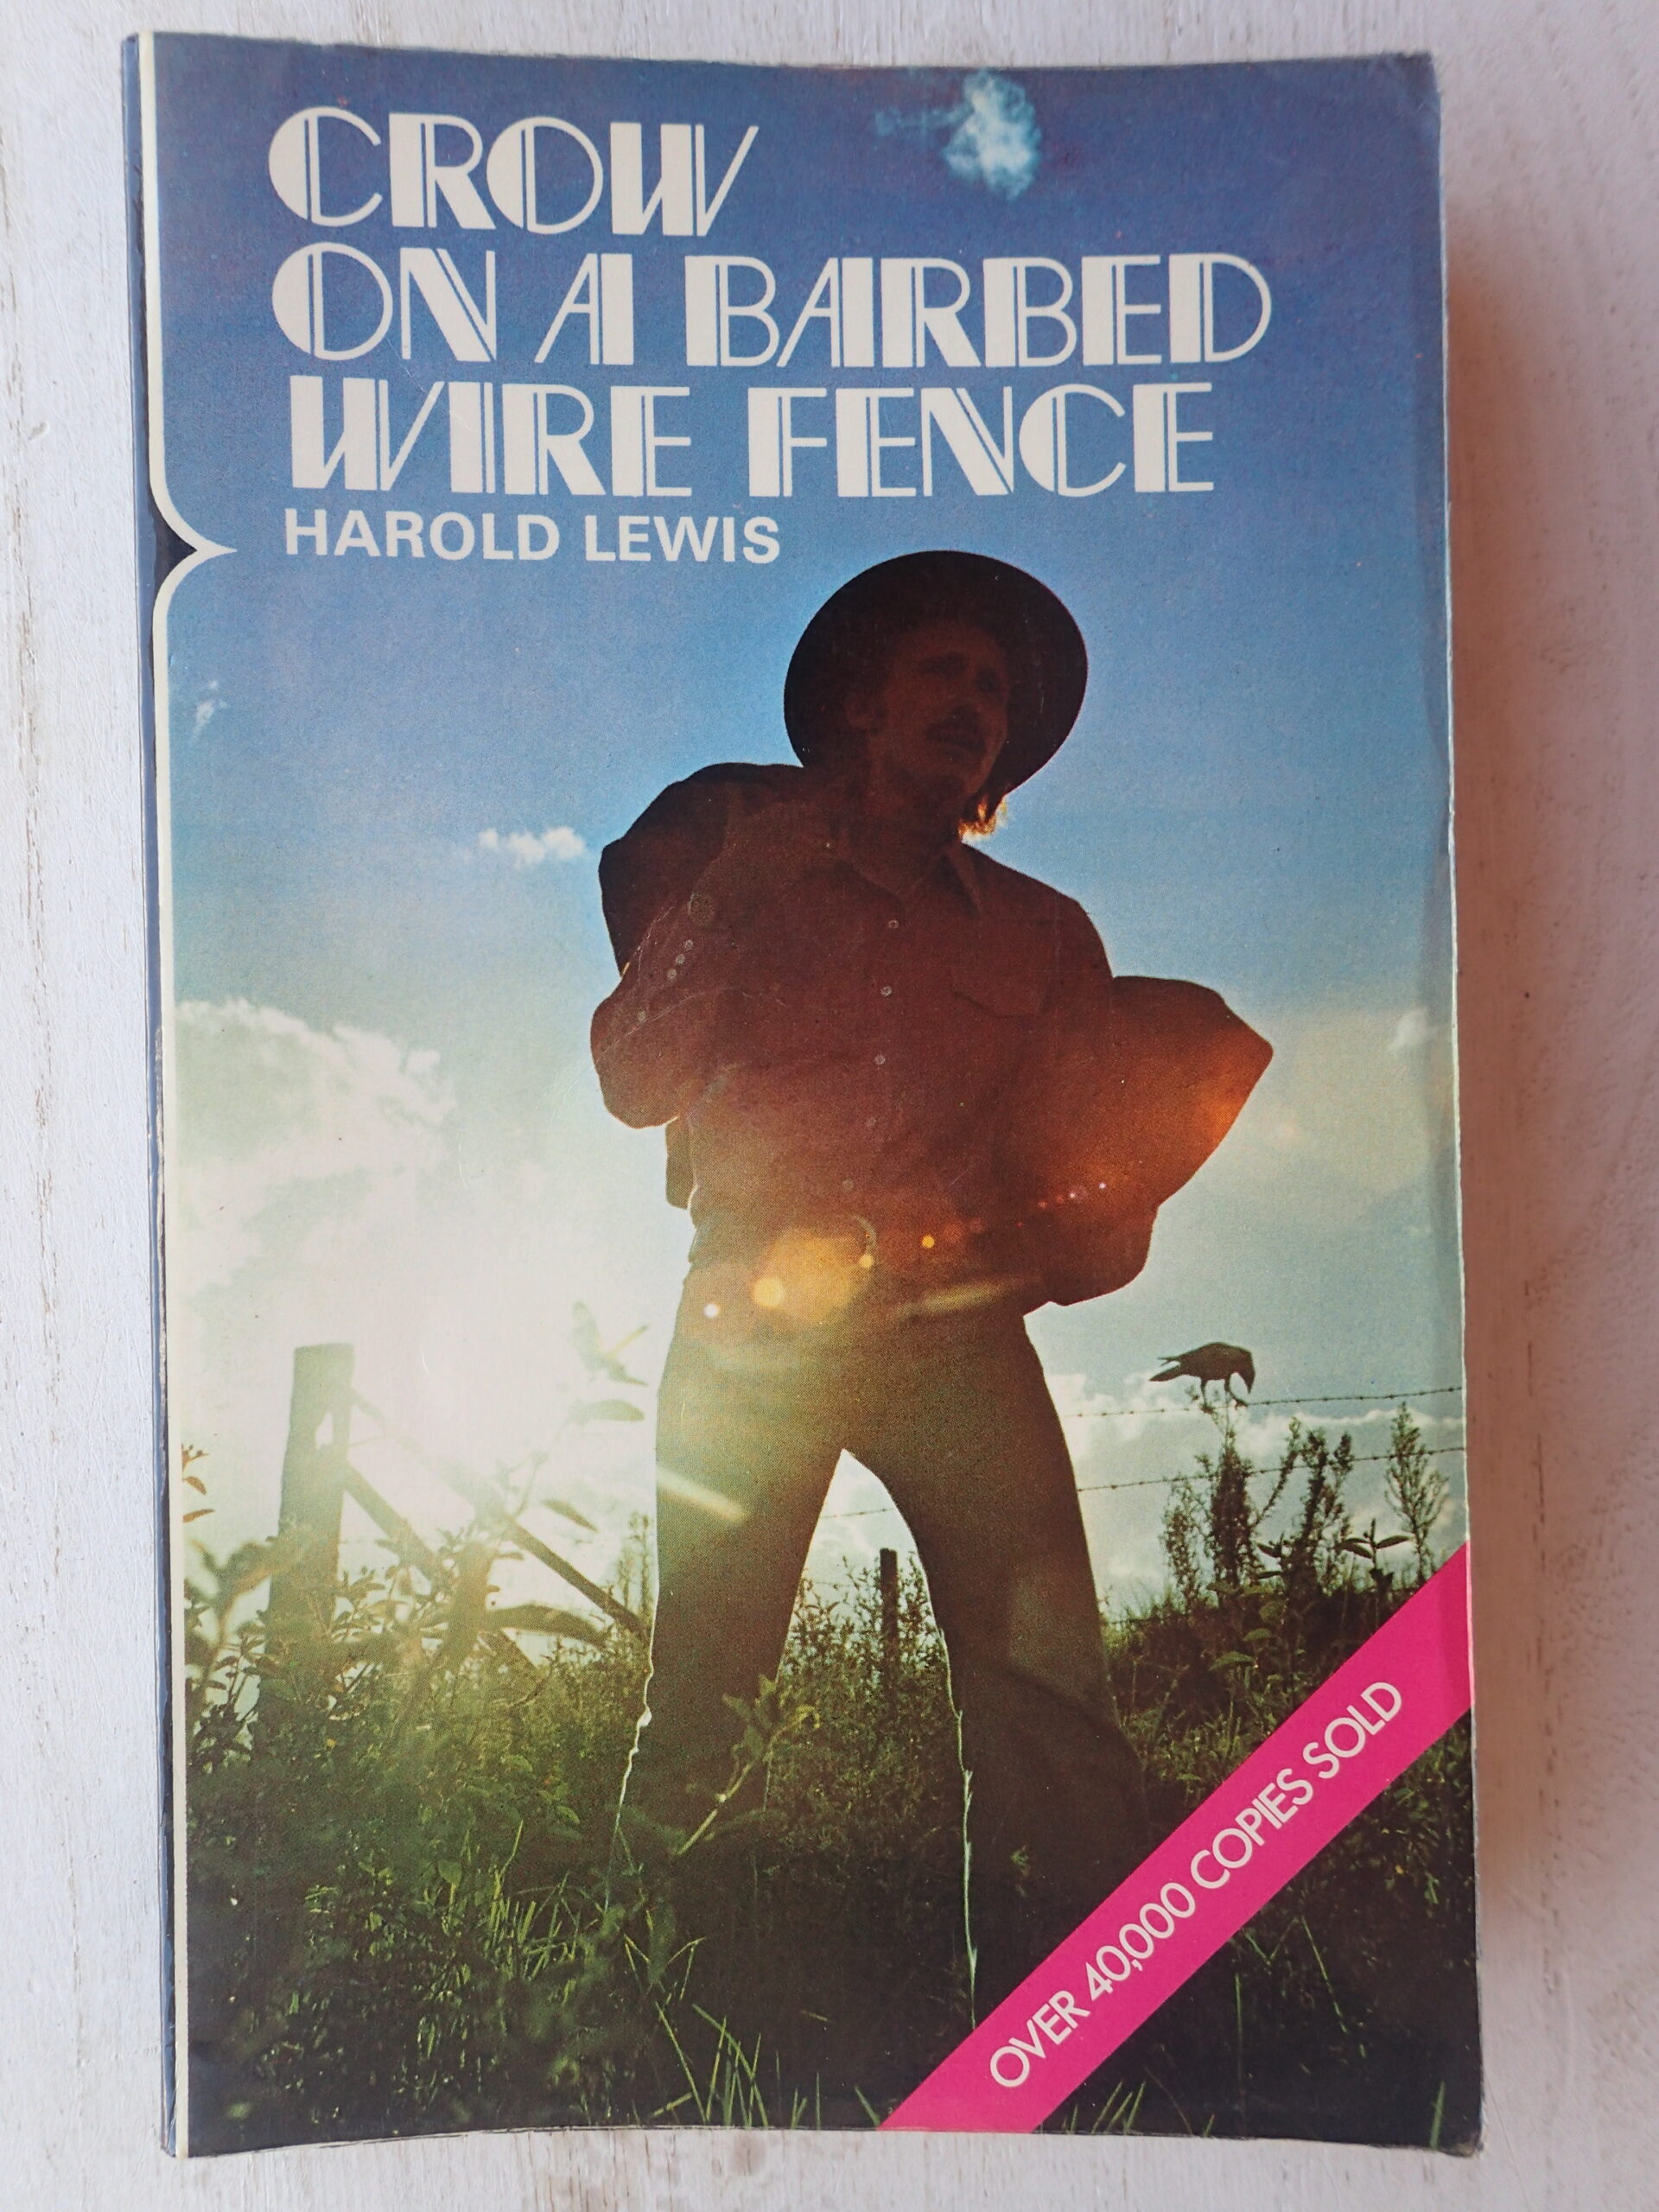 CROW
ON A BARBED
WIRE FENCE
HAROLD LEWIS
OVER 40,000 COPIES SOLD